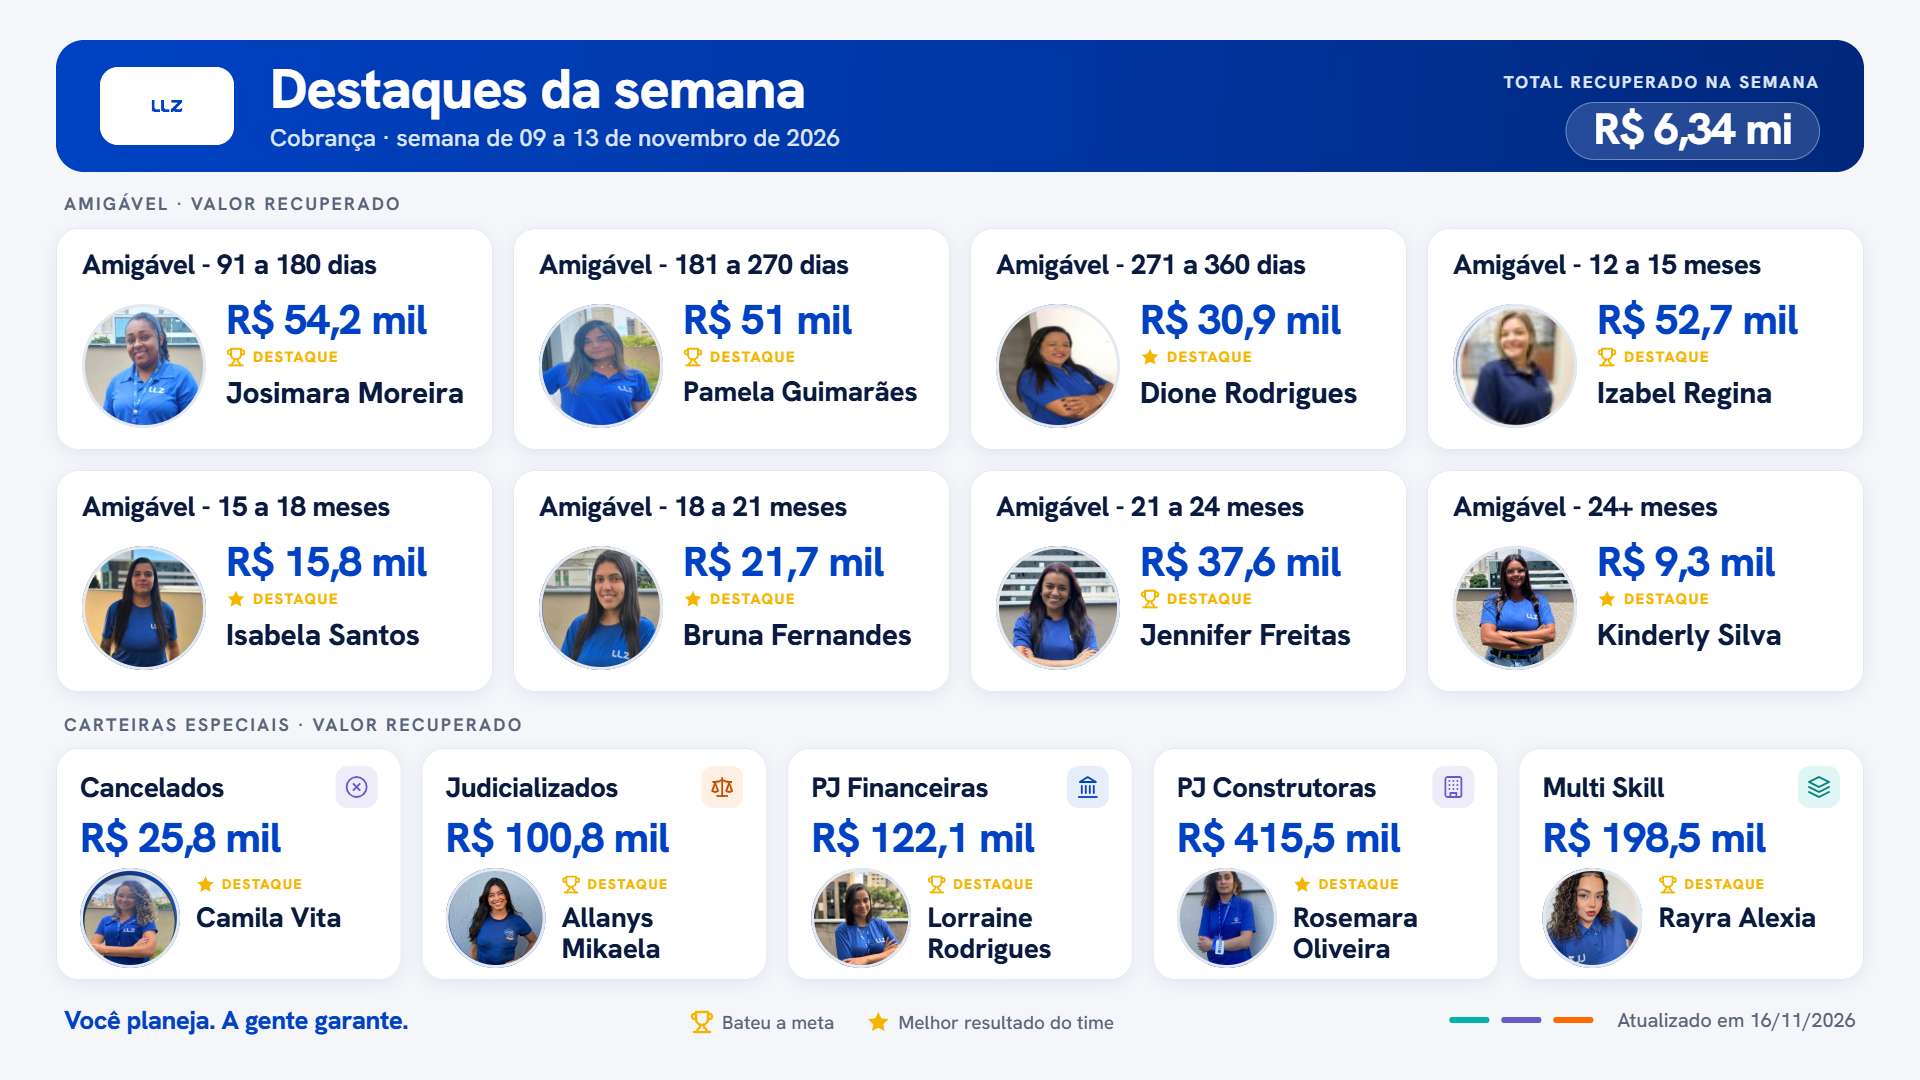 LLZ
Destaques da semana
Cobrança · semana de 09 a 13 de novembro de 2026
TOTAL RECUPERADO NA SEMANA
R$ 6,34 mi
AMIGÁVEL · VALOR RECUPERADO
Amigável - 91 a 180 dias
R$ 54,2 mil
DESTAQUE
Josimara Moreira
Amigável - 181 a 270 dias
R$ 51 mil
DESTAQUE
Pamela Guimarães
Amigável - 271 a 360 dias
R$ 30,9 mil
DESTAQUE
Dione Rodrigues
Amigável - 12 a 15 meses
R$ 52,7 mil
DESTAQUE
Izabel Regina
Amigável - 15 a 18 meses
R$ 15,8 mil
DESTAQUE
Isabela Santos
Amigável - 18 a 21 meses
R$ 21,7 mil
DESTAQUE
Bruna Fernandes
Amigável - 21 a 24 meses
R$ 37,6 mil
DESTAQUE
Jennifer Freitas
Amigável - 24+ meses
R$ 9,3 mil
DESTAQUE
Kinderly Silva
CARTEIRAS ESPECIAIS · VALOR RECUPERADO
Cancelados
R$ 25,8 mil
DESTAQUE
Camila Vita
Judicializados
R$ 100,8 mil
DESTAQUE
Allanys
Mikaela
PJ Financeiras
R$ 122,1 mil
DESTAQUE
Lorraine
Rodrigues
PJ Construtoras
R$ 415,5 mil
DESTAQUE
Rosemara
Oliveira
Multi Skill
R$ 198,5 mil
DESTAQUE
Rayra Alexia
Você planeja. A gente garante.
Bateu a meta
Melhor resultado do time
Atualizado em 16/11/2026